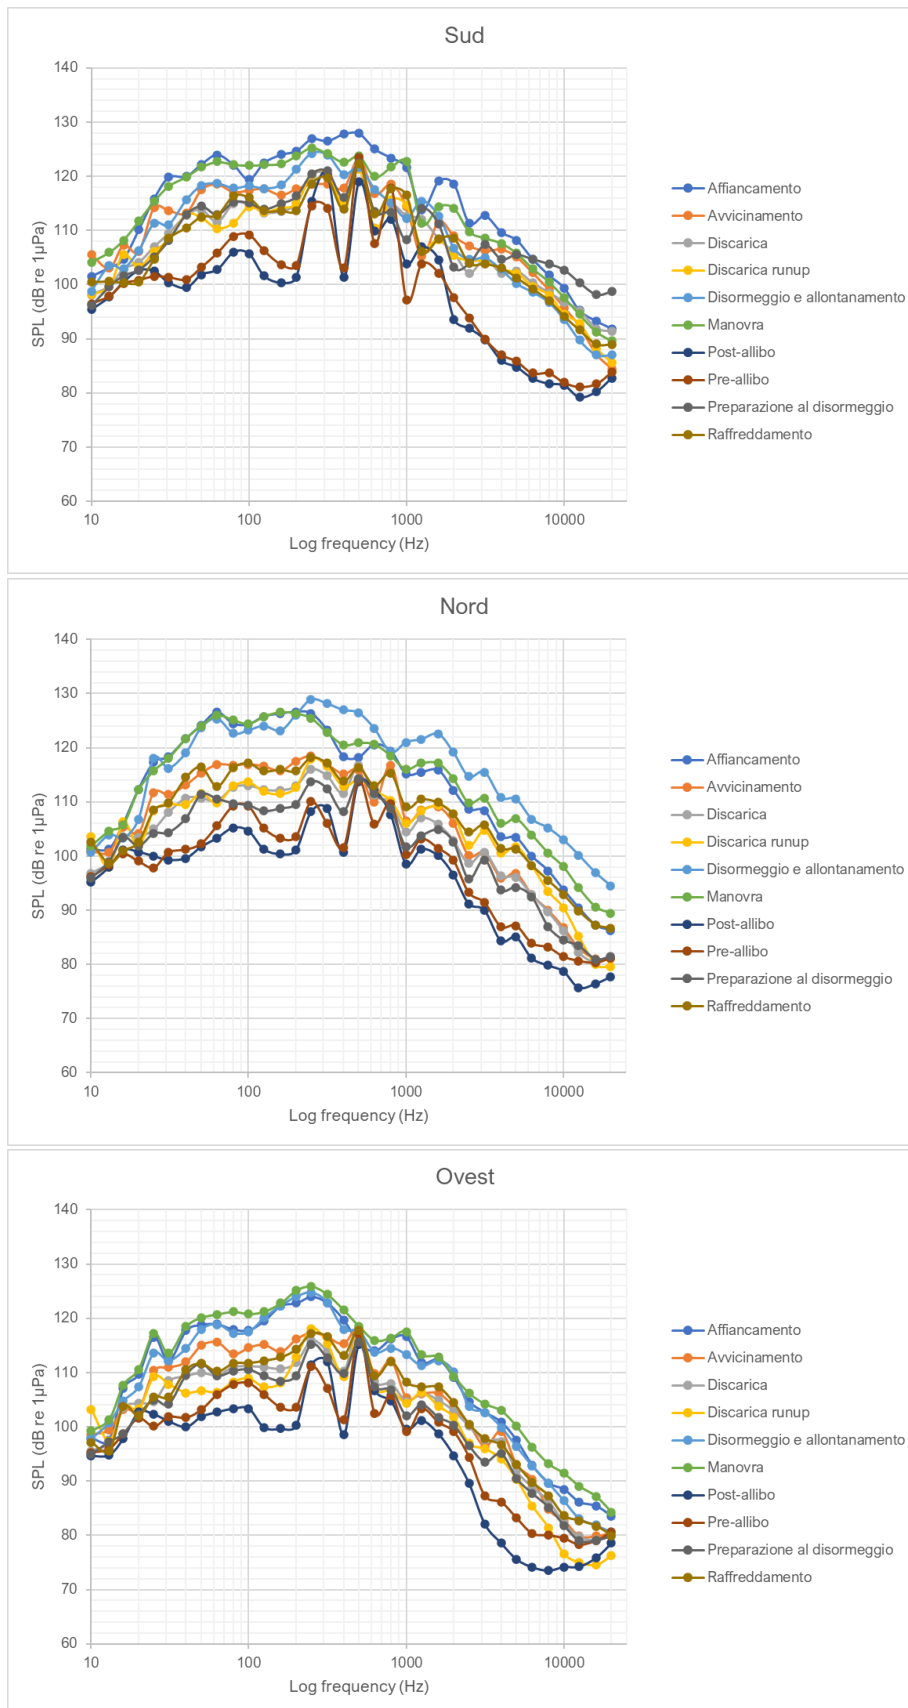 Sud
140
130
120
110
100
90
80
70
60
SPL (dB re 1µPa)
10
100
1000
10000
Log frequency (Hz)
Affiancamento
Avvicinamento
Discarica
Discarica runup
Disormeggio e allontanamento
Manovra
Post-allibo
Pre-allibo
Preparazione al disormeggio
Raffreddamento
Nord
140
130
120
110
100
90
80
70
60
SPL (dB re 1µPa)
10
100
1000
10000
Log frequency (Hz)
Affiancamento
Avvicinamento
Discarica
Discarica runup
Disormeggio e allontanamento
Manovra
Post-allibo
Pre-allibo
Preparazione al disormeggio
Raffreddamento
Ovest
140
130
120
110
100
90
80
70
60
SPL (dB re 1µPa)
10
100
1000
10000
Log frequency (Hz)
Affiancamento
Avvicinamento
Discarica
Discarica runup
Disormeggio e allontanamento
Manovra
Post-allibo
Pre-allibo
Preparazione al disormeggio
Raffreddamento